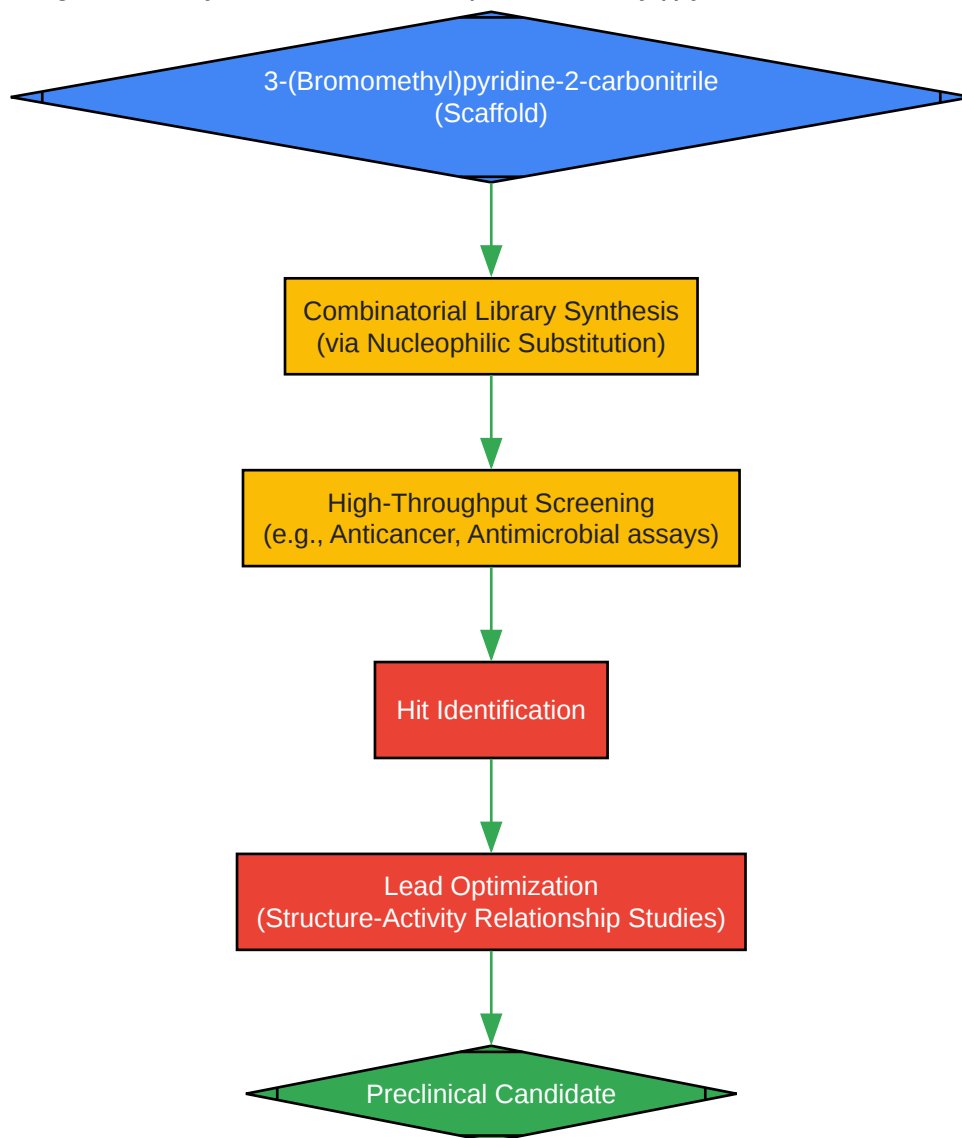 3-(Bromomethyl)pyridine-2-carbonitrile
(Scaffold)
Combinatorial Library Synthesis
(via Nucleophilic Substitution)
High-Throughput Screening
(e.g., Anticancer, Antimicrobial assays)
Hit Identification
Lead Optimization
(Structure-Activity Relationship Studies)
Preclinical Candidate